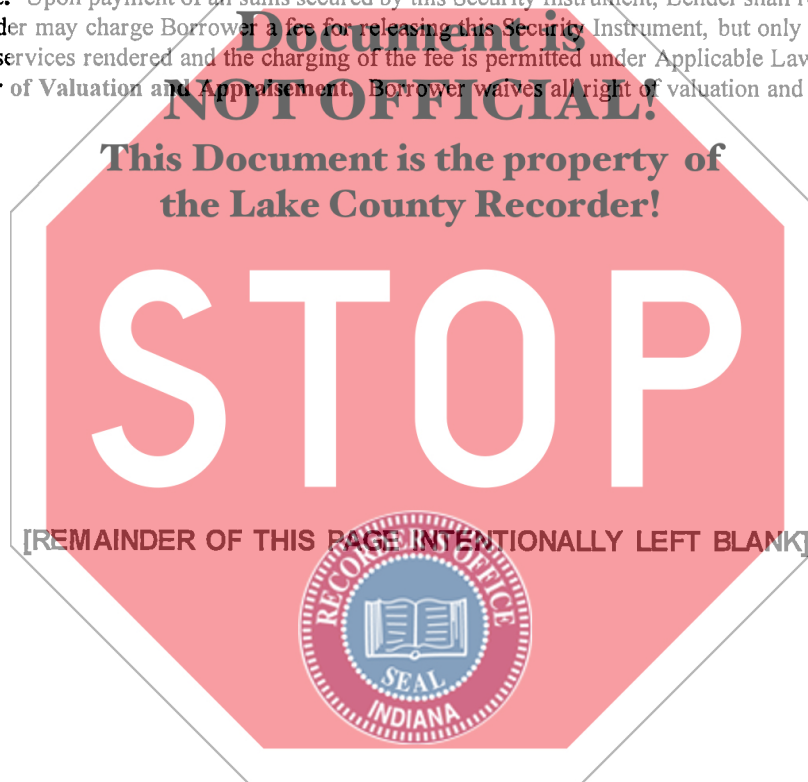 Upon payment of all sums secured by this Security Instrument, Lender shall
der may charge Borrower a fee for releasing this Security Instrument, but only
services rendered and the charging of the fee is permitted under Applicable Law
of Valuation and Appraisement. Borrower waives all right of valuation and
Document is
NOT OFFICIAL!
This Document is the property of
the Lake County Recorder!
STOP
[REMAINDER OF THIS PAGE INTENTIONALLY LEFT BLANK]
RECORDER'S OFFICE
SEAL
INDIANA